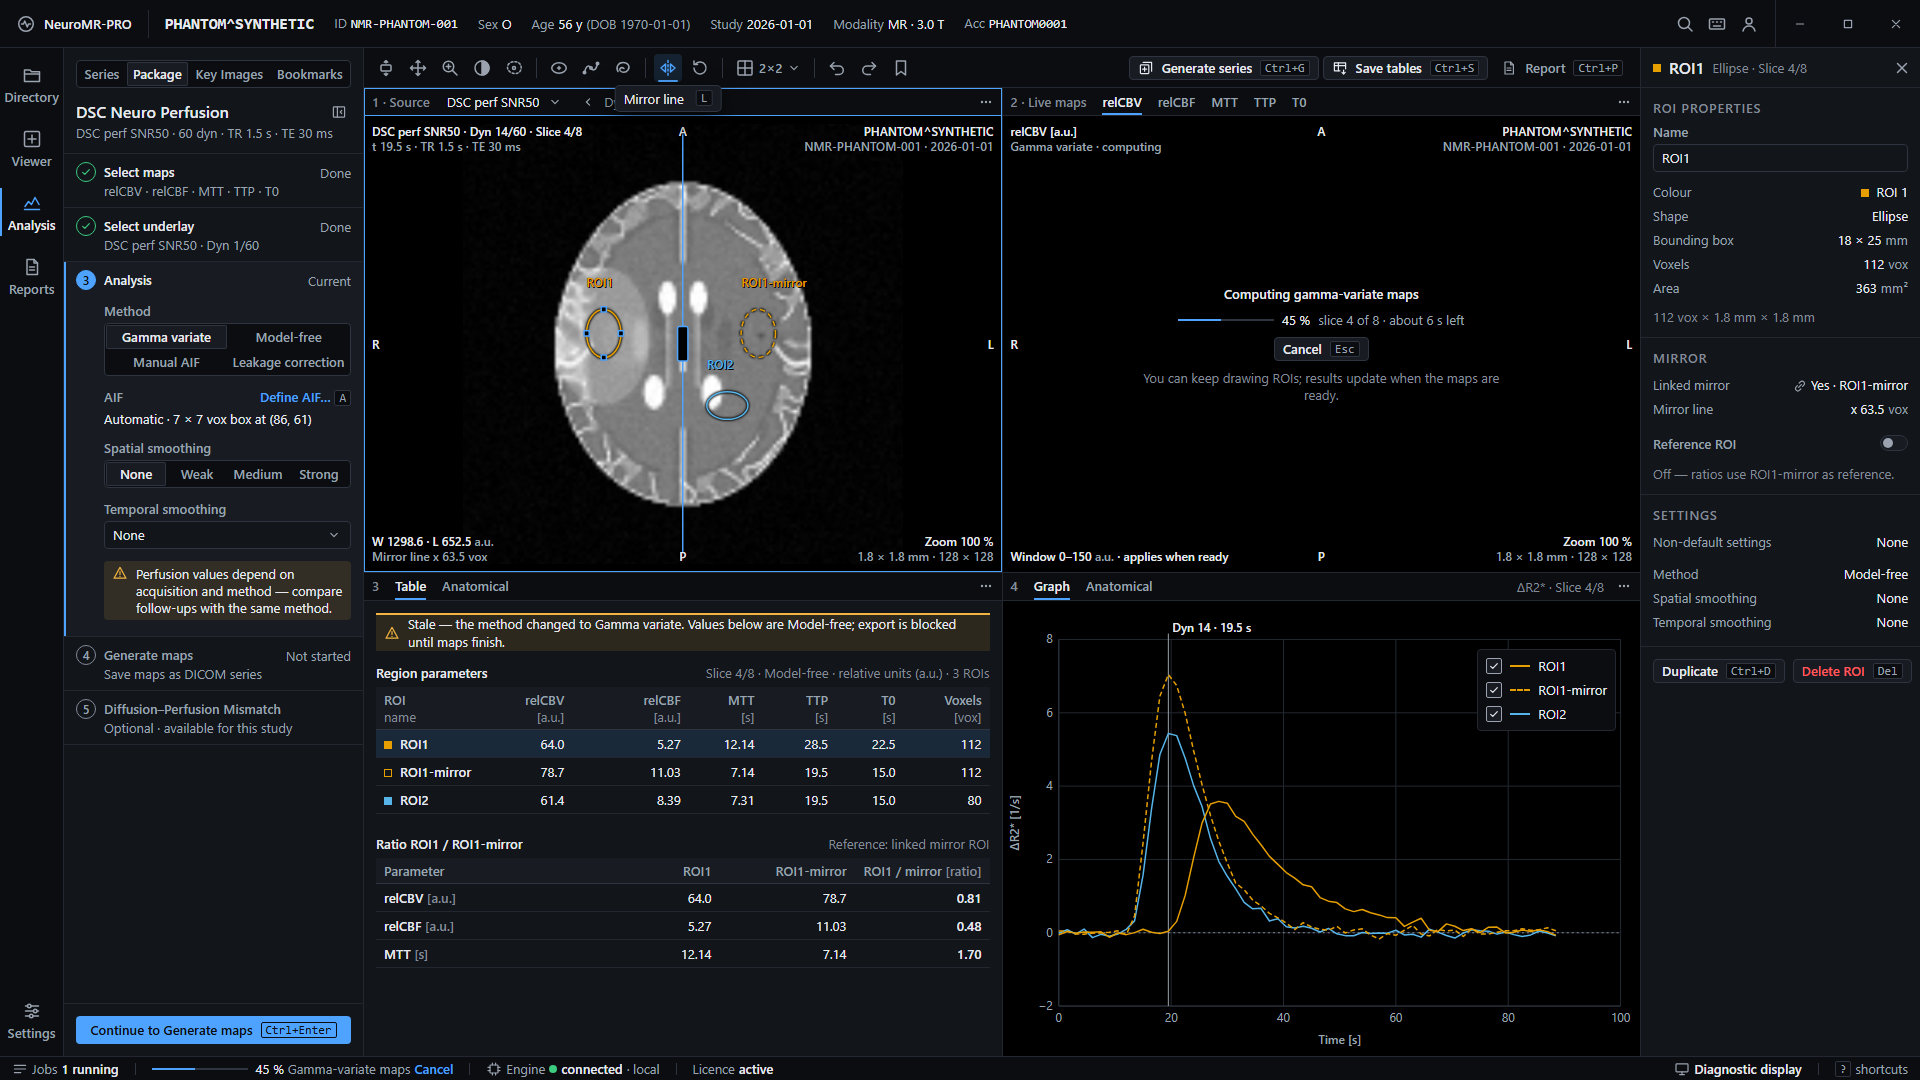 NeuroMR-PRO
PHANTOM^SYNTHETIC
ID NMR-PHANTOM-001
Sex O
Age 56 y (DOB 1970-01-01)
Study 2026-01-01
Modality MR · 3.0 T
Acc PHANTOM0001
Directory
Viewer
Analysis
Reports
Settings
Series
Package
Key Images
Bookmarks
DSC Neuro Perfusion
DSC perf SNR50 · 60 dyn · TR 1.5 s · TE 30 ms
Select maps
Done
relCBV · relCBF · MTT · TTP · T0
Select underlay
Done
DSC perf SNR50 · Dyn 1/60
3 Analysis
Current
Method
Gamma variate
Model-free
Manual AIF
Leakage correction
AIF
Define AIF... A
Automatic · 7 × 7 vox box at (86, 61)
Spatial smoothing
None
Weak
Medium
Strong
Temporal smoothing
None
Perfusion values depend on
acquisition and method — compare
follow-ups with the same method.
4 Generate maps
Not started
Save maps as DICOM series
5 Diffusion–Perfusion Mismatch
Optional · available for this study
Continue to Generate maps Ctrl+Enter
2×2
Generate series Ctrl+G
Save tables Ctrl+S
Report Ctrl+P
Mirror line L
1 · Source
DSC perf SNR50
DSC perf SNR50 · Dyn 14/60 · Slice 4/8
t 19.5 s · TR 1.5 s · TE 30 ms
A
PHANTOM^SYNTHETIC
NMR-PHANTOM-001 · 2026-01-01
ROI1
ROI1-mirror
R
L
ROI2
W 1298.6 · L 652.5 a.u.
Mirror line x 63.5 vox
P
Zoom 100 %
1.8 × 1.8 mm · 128 × 128
2 · Live maps
relCBV
relCBF
MTT
TTP
T0
relCBV [a.u.]
Gamma variate · computing
A
PHANTOM^SYNTHETIC
NMR-PHANTOM-001 · 2026-01-01
Computing gamma-variate maps
45 % slice 4 of 8 · about 6 s left
Cancel Esc
You can keep drawing ROIs; results update when the maps are
ready.
R
L
Window 0–150 a.u. · applies when ready
P
Zoom 100 %
1.8 × 1.8 mm · 128 × 128
3
Table
Anatomical
Stale — the method changed to Gamma variate. Values below are Model-free; export is blocked
until maps finish.
Region parameters
Slice 4/8 · Model-free · relative units (a.u.) · 3 ROIs
ROI relCBV relCBF MTT TTP T0 Voxels
name [a.u.] [a.u.] [s] [s] [s] [vox]
ROI1 64.0 5.27 12.14 28.5 22.5 112
ROI1-mirror 78.7 11.03 7.14 19.5 15.0 112
ROI2 61.4 8.39 7.31 19.5 15.0 80
Ratio ROI1 / ROI1-mirror
Reference: linked mirror ROI
Parameter ROI1 ROI1-mirror ROI1 / mirror [ratio]
relCBV [a.u.] 64.0 78.7 0.81
relCBF [a.u.] 5.27 11.03 0.48
MTT [s] 12.14 7.14 1.70
4
Graph
Anatomical
ΔR2* · Slice 4/8
Dyn 14 · 19.5 s
ROI1
ROI1-mirror
ROI2
8
6
4
2
0
−2
ΔR2* [1/s]
0 20 40 60 80 100
Time [s]
ROI1 Ellipse · Slice 4/8
ROI PROPERTIES
Name
ROI1
Colour ROI 1
Shape Ellipse
Bounding box 18 × 25 mm
Voxels 112 vox
Area 363 mm²
112 vox × 1.8 mm × 1.8 mm
MIRROR
Linked mirror Yes · ROI1-mirror
Mirror line x 63.5 vox
Reference ROI
Off — ratios use ROI1-mirror as reference.
SETTINGS
Non-default settings None
Method Model-free
Spatial smoothing None
Temporal smoothing None
Duplicate Ctrl+D
Delete ROI Del
Jobs 1 running
45 % Gamma-variate maps Cancel
Engine connected · local
Licence active
Diagnostic display
? shortcuts